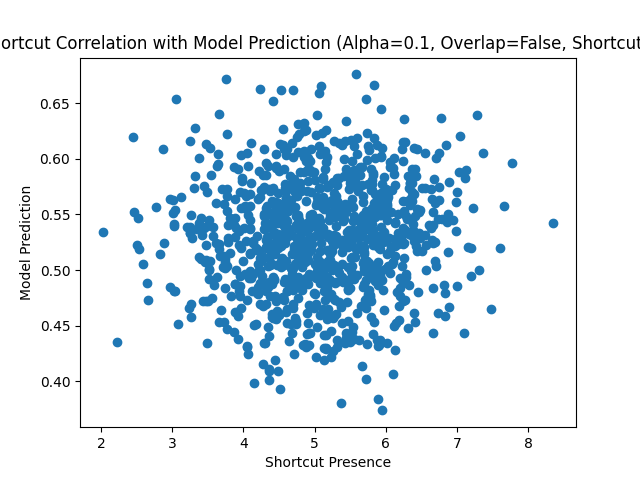 ortcut Correlation with Model Prediction (Alpha=0.1, Overlap=False, Shortcut
0.65
0.60
0.55
0.50
0.45
0.40
Model Prediction
2 3 4 5 6 7 8
Shortcut Presence